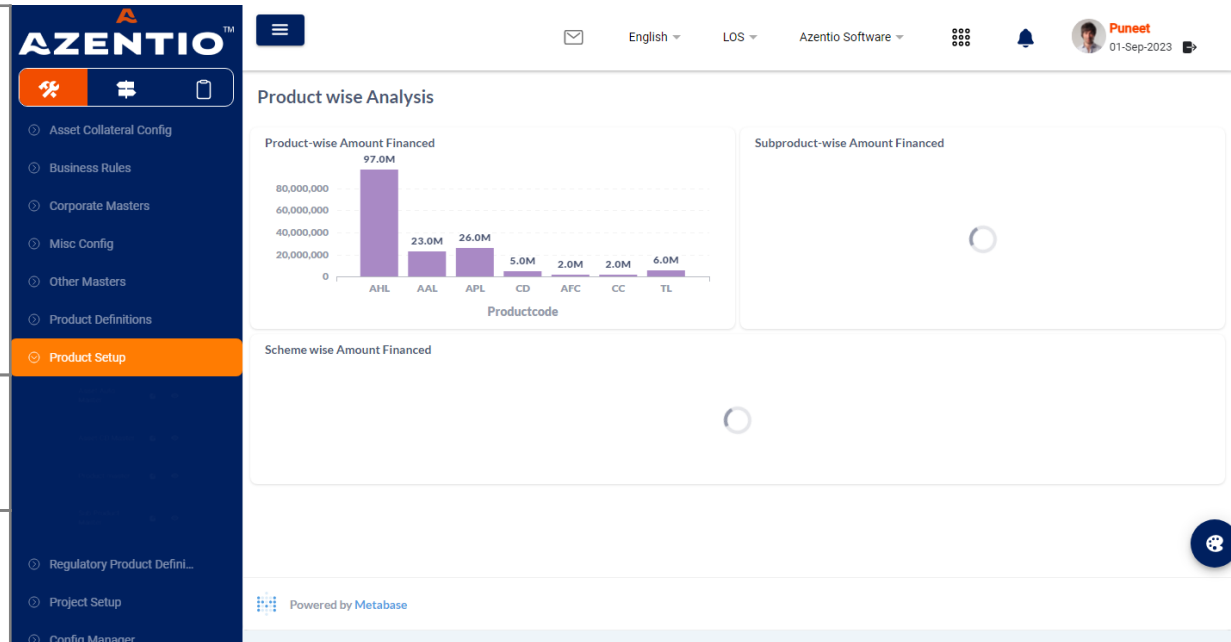 AZENTIO™
English
LOS
Azentio Software
Puneet
01-Sep-2023
Asset Collateral Config
Business Rules
Corporate Masters
Misc Config
Other Masters
Product Definitions
Product Setup
Regulatory Product Defini...
Project Setup
Config Manager
Product wise Analysis
Product-wise Amount Financed
97.0M
80,000,000
60,000,000
40,000,000
23.0M 26.0M
20,000,000
5.0M 2.0M 2.0M 6.0M
0
AHL AAL APL CD AFC CC TL
Productcode
Subproduct-wise Amount Financed
Scheme wise Amount Financed
Powered by Metabase